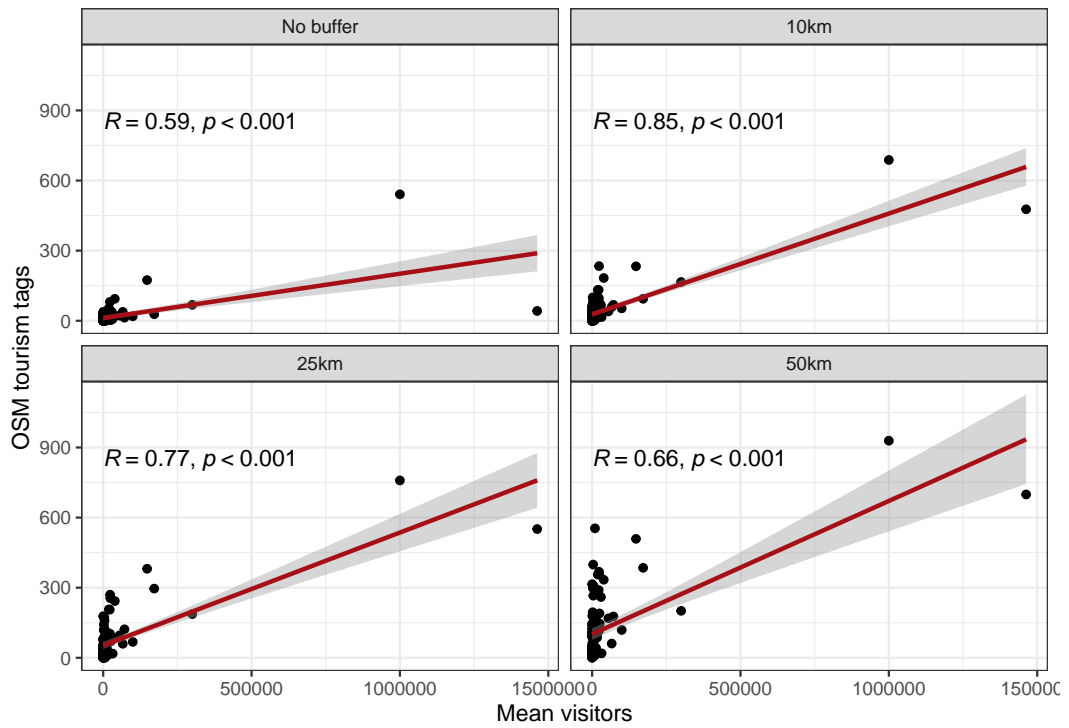 No buffer
10km
R = 0.59, p < 0.001
R = 0.85, p < 0.001
900
600
300
0
25km
50km
R = 0.77, p < 0.001
R = 0.66, p < 0.001
900
600
300
0
OSM tourism tags
0 500000 1000000 1500000
0 500000 1000000 150000
Mean visitors